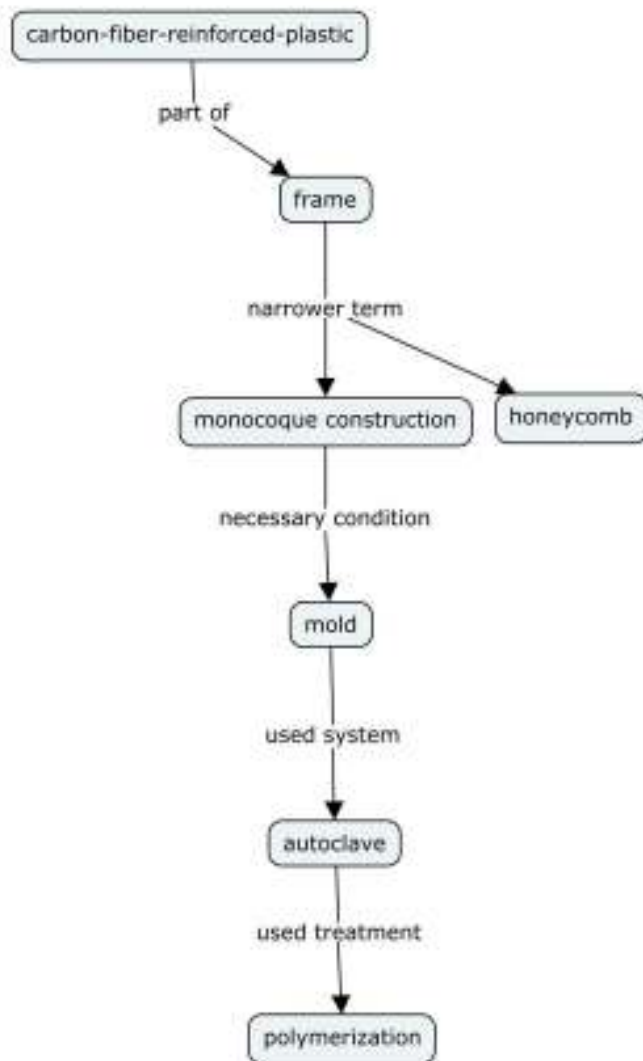 carbon-fiber-reinforced-plastic
part of
frame
narrower term
monocoque construction
honeycomb
necessary condition
mold
used system
autoclave
used treatment
polymerization